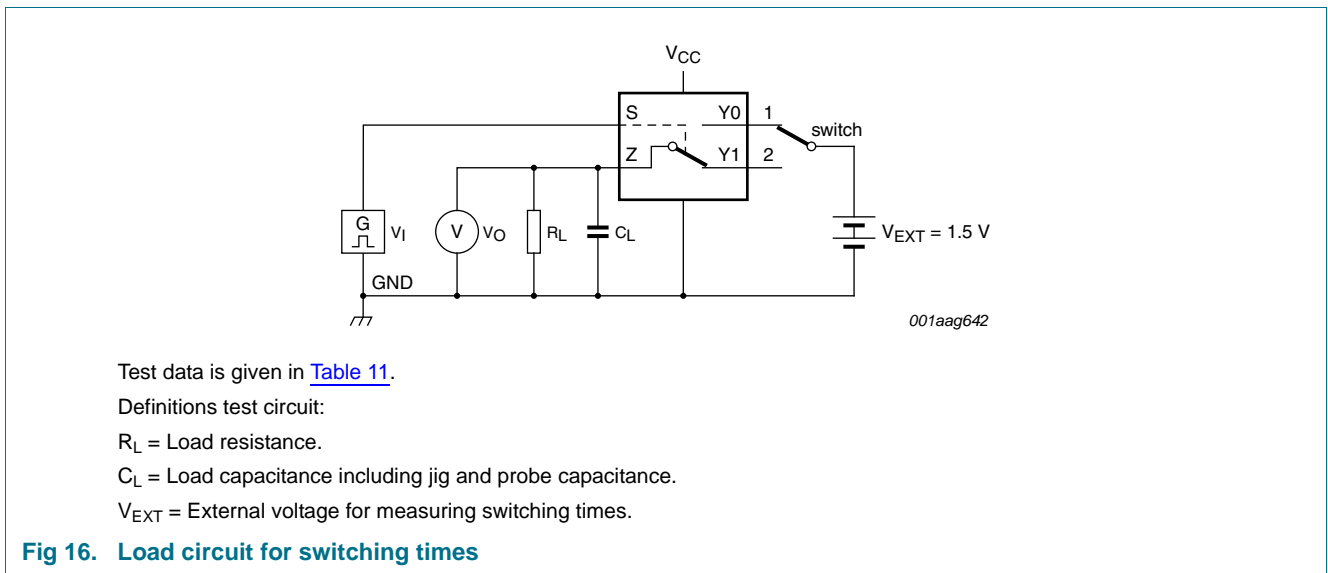 VCC
S Y0 1
switch
Z Y1 2
G VI
V VO RL CL VEXT = 1.5 V
GND
001aag642
Test data is given in Table 11.
Definitions test circuit:
RL = Load resistance.
CL = Load capacitance including jig and probe capacitance.
VEXT = External voltage for measuring switching times.
Fig 16. Load circuit for switching times